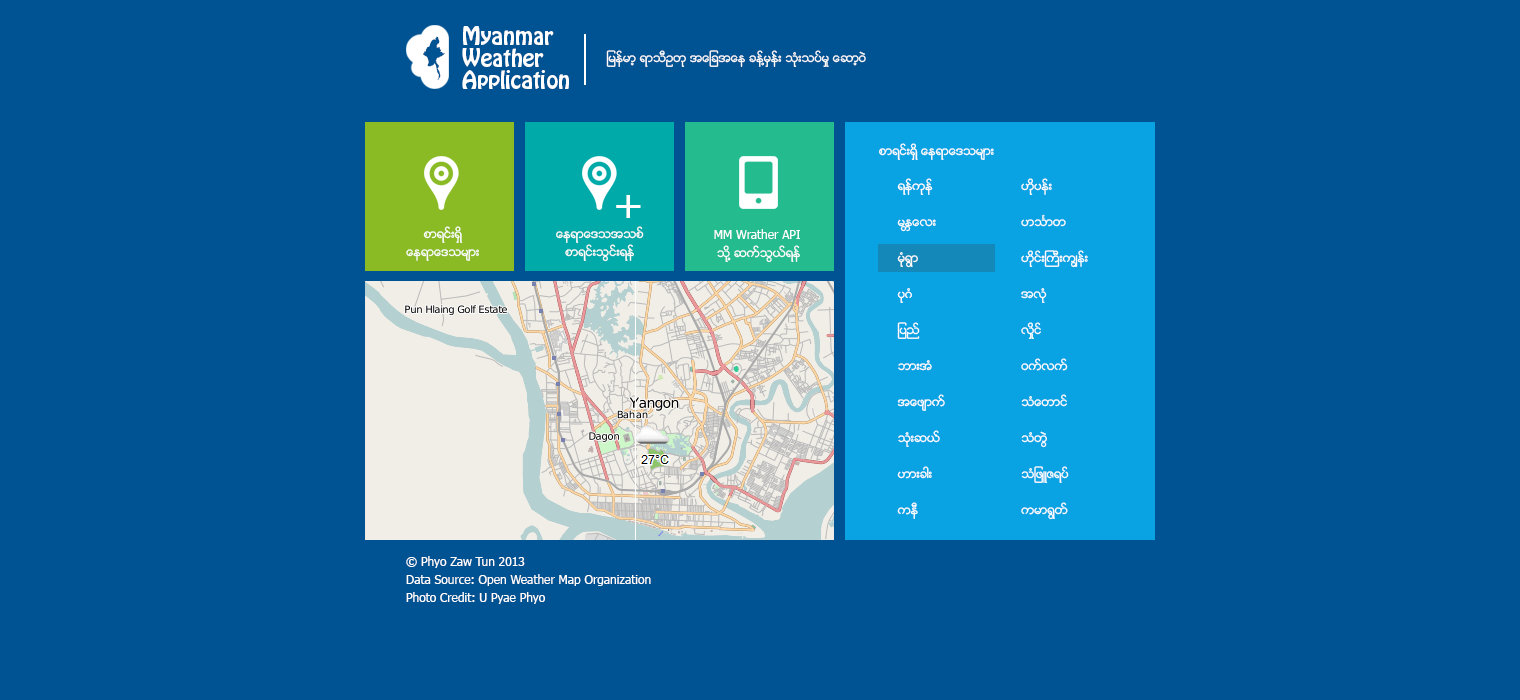 Myanmar
Weather
Application
မြန်မာ့ ရာသီဥတု အခြေအနေ ခန့်မှန်း သုံးသပ်မှု ဆော့ဝဲ
စာရင်းရှိ
နေရာဒေသများ
နေရာဒေသအသစ်
စာရင်းသွင်းရန်
MM Wrather API
သို့ ဆက်သွယ်ရန်
စာရင်းရှိ နေရာဒေသများ
ရန်ကုန်
ဟိုပန်း
မန္တလေး
ဟင်္သာတ
မုံရွာ
ဟိုင်းကြီးကျွန်း
ပုဂံ
အလုံ
ပြည်
လှိုင်
ဘားအံ
ဝက်လက်
အဖျောက်
သံတောင်
သုံးဆယ်
သံတွဲ
ဟားခါး
သံဖြူဇရပ်
ကနီ
ကမာရွတ်
Pun Hlaing Golf Estate
Yangon
Bahan
Dagon
27°C
© Phyo Zaw Tun 2013
Data Source: Open Weather Map Organization
Photo Credit: U Pyae Phyo